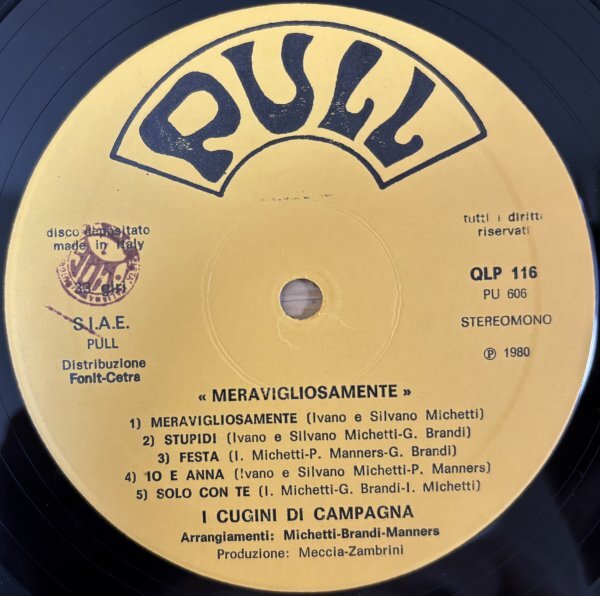 PULL
disco depositato
made in Italy
33 giri
S.I.A.E.
PULL
Distribuzione
Fonit-Cetra
tutti i diritti
riservati
QLP 116
PU 606
STEREOMONO
Ⓟ 1980
« MERAVIGLIOSAMENTE »
1) MERAVIGLIOSAMENTE (Ivano e Silvano Michetti)
2) STUPIDI (Ivano e Silvano Michetti-G. Brandi)
3) FESTA (I. Michetti-P. Manners-G. Brandi)
4) IO E ANNA (Ivano e Silvano Michetti-P. Manners)
5) SOLO CON TE (I. Michetti-G. Brandi-I. Michetti)
I CUGINI DI CAMPAGNA
Arrangiamenti: Michetti-Brandi-Manners
Produzione: Meccia-Zambrini